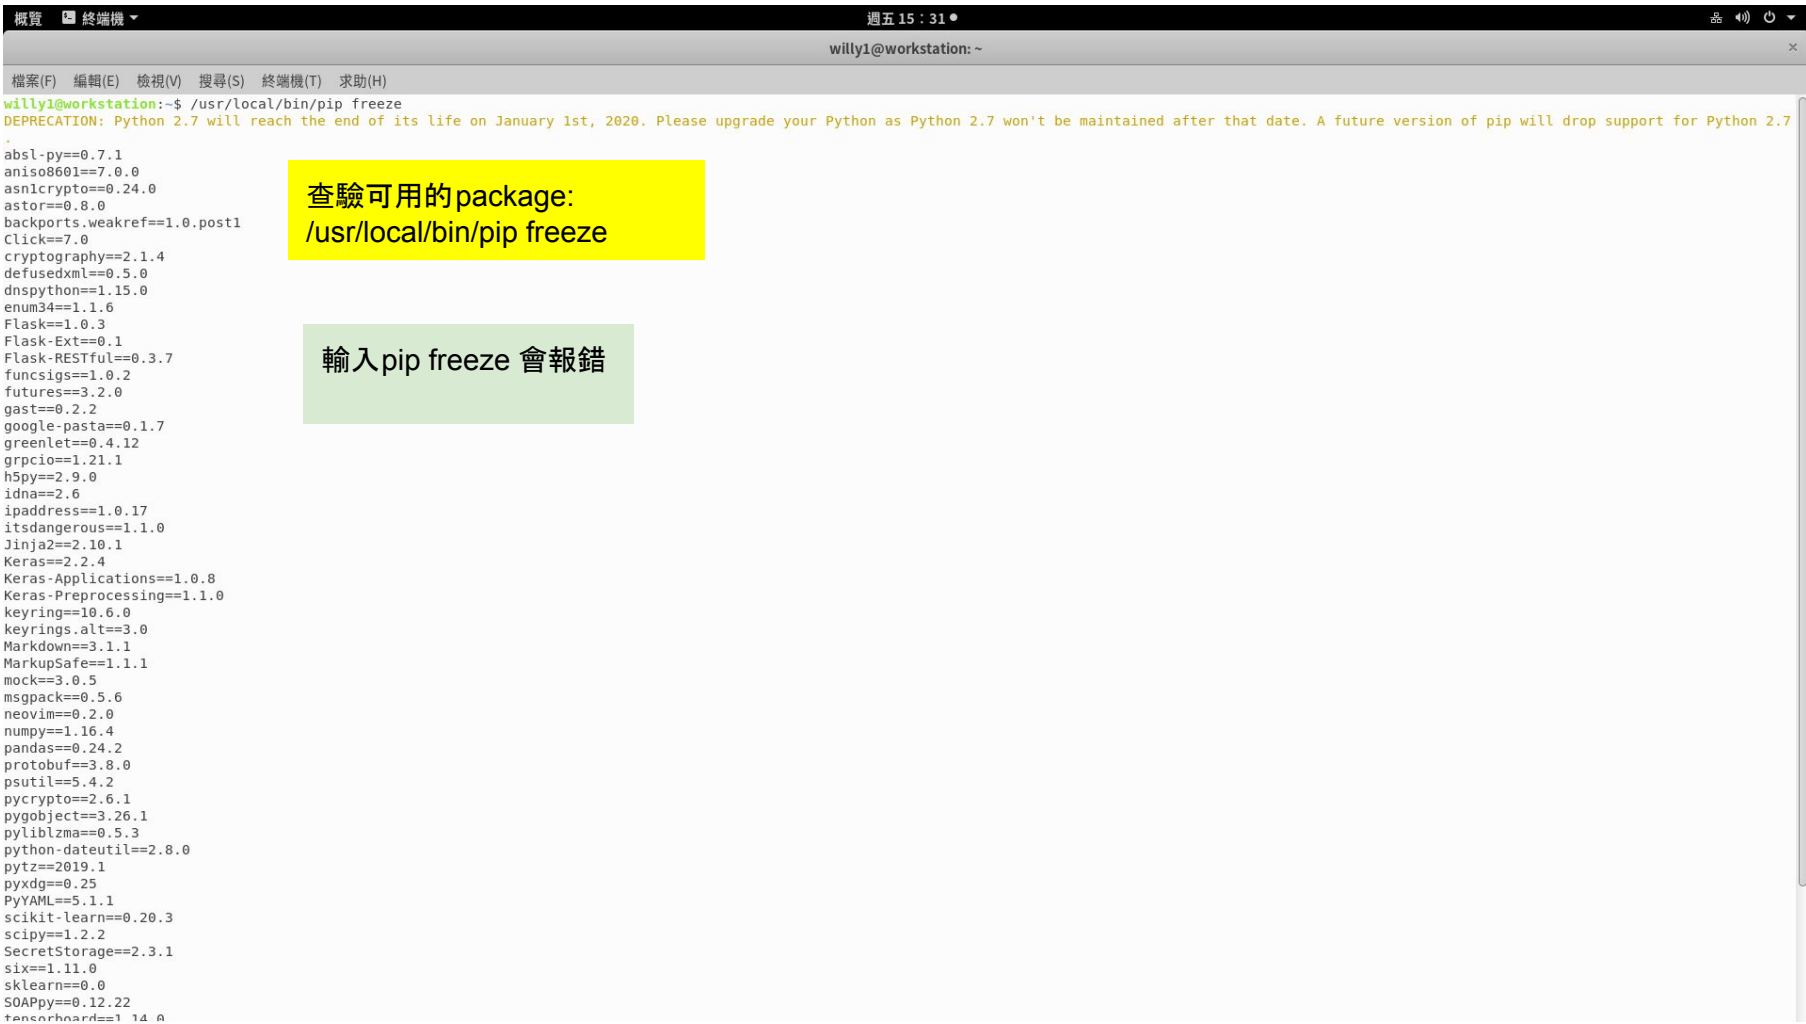 概覽 終端機 週五 15：31
willy1@workstation: ~ ×
檔案(F) 編輯(E) 檢視(V) 搜尋(S) 終端機(T) 求助(H)
willy1@workstation:~$ /usr/local/bin/pip freeze
DEPRECATION: Python 2.7 will reach the end of its life on January 1st, 2020. Please upgrade your Python as Python 2.7 won't be maintained after that date. A future version of pip will drop support for Python 2.7
.
absl-py==0.7.1
aniso8601==7.0.0
asn1crypto==0.24.0
astor==0.8.0
backports.weakref==1.0.post1
Click==7.0
cryptography==2.1.4
defusedxml==0.5.0
dnspython==1.15.0
enum34==1.1.6
Flask==1.0.3
Flask-Ext==0.1
Flask-RESTful==0.3.7
funcsigs==1.0.2
futures==3.2.0
gast==0.2.2
google-pasta==0.1.7
greenlet==0.4.12
grpcio==1.21.1
h5py==2.9.0
idna==2.6
ipaddress==1.0.17
itsdangerous==1.1.0
Jinja2==2.10.1
Keras==2.2.4
Keras-Applications==1.0.8
Keras-Preprocessing==1.1.0
keyring==10.6.0
keyrings.alt==3.0
Markdown==3.1.1
MarkupSafe==1.1.1
mock==3.0.5
msgpack==0.5.6
neovim==0.2.0
numpy==1.16.4
pandas==0.24.2
protobuf==3.8.0
psutil==5.4.2
pycrypto==2.6.1
pygobject==3.26.1
pyliblzma==0.5.3
python-dateutil==2.8.0
pytz==2019.1
pyxdg==0.25
PyYAML==5.1.1
scikit-learn==0.20.3
scipy==1.2.2
SecretStorage==2.3.1
six==1.11.0
sklearn==0.0
SOAPpy==0.12.22
tensorboard==1.14.0
查驗可用的package:
/usr/local/bin/pip freeze
輸入pip freeze 會報錯